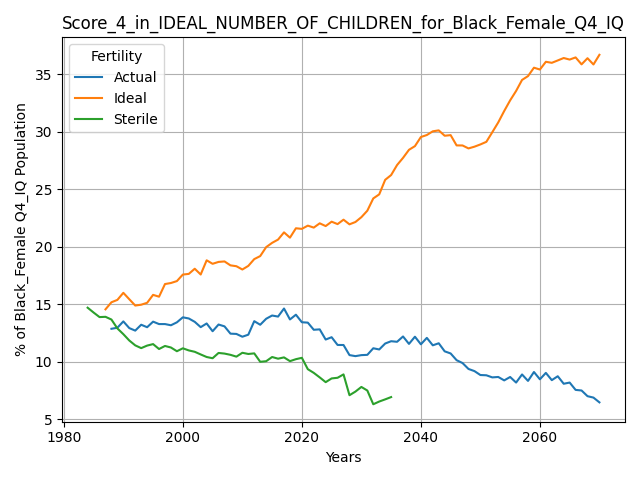 Score_4_in_IDEAL_NUMBER_OF_CHILDREN_for_Black_Female_Q4_IQ
Fertility
Actual
Ideal
Sterile
% of Black_Female Q4_IQ Population
35
30
25
20
15
10
5
1980 2000 2020 2040 2060
Years